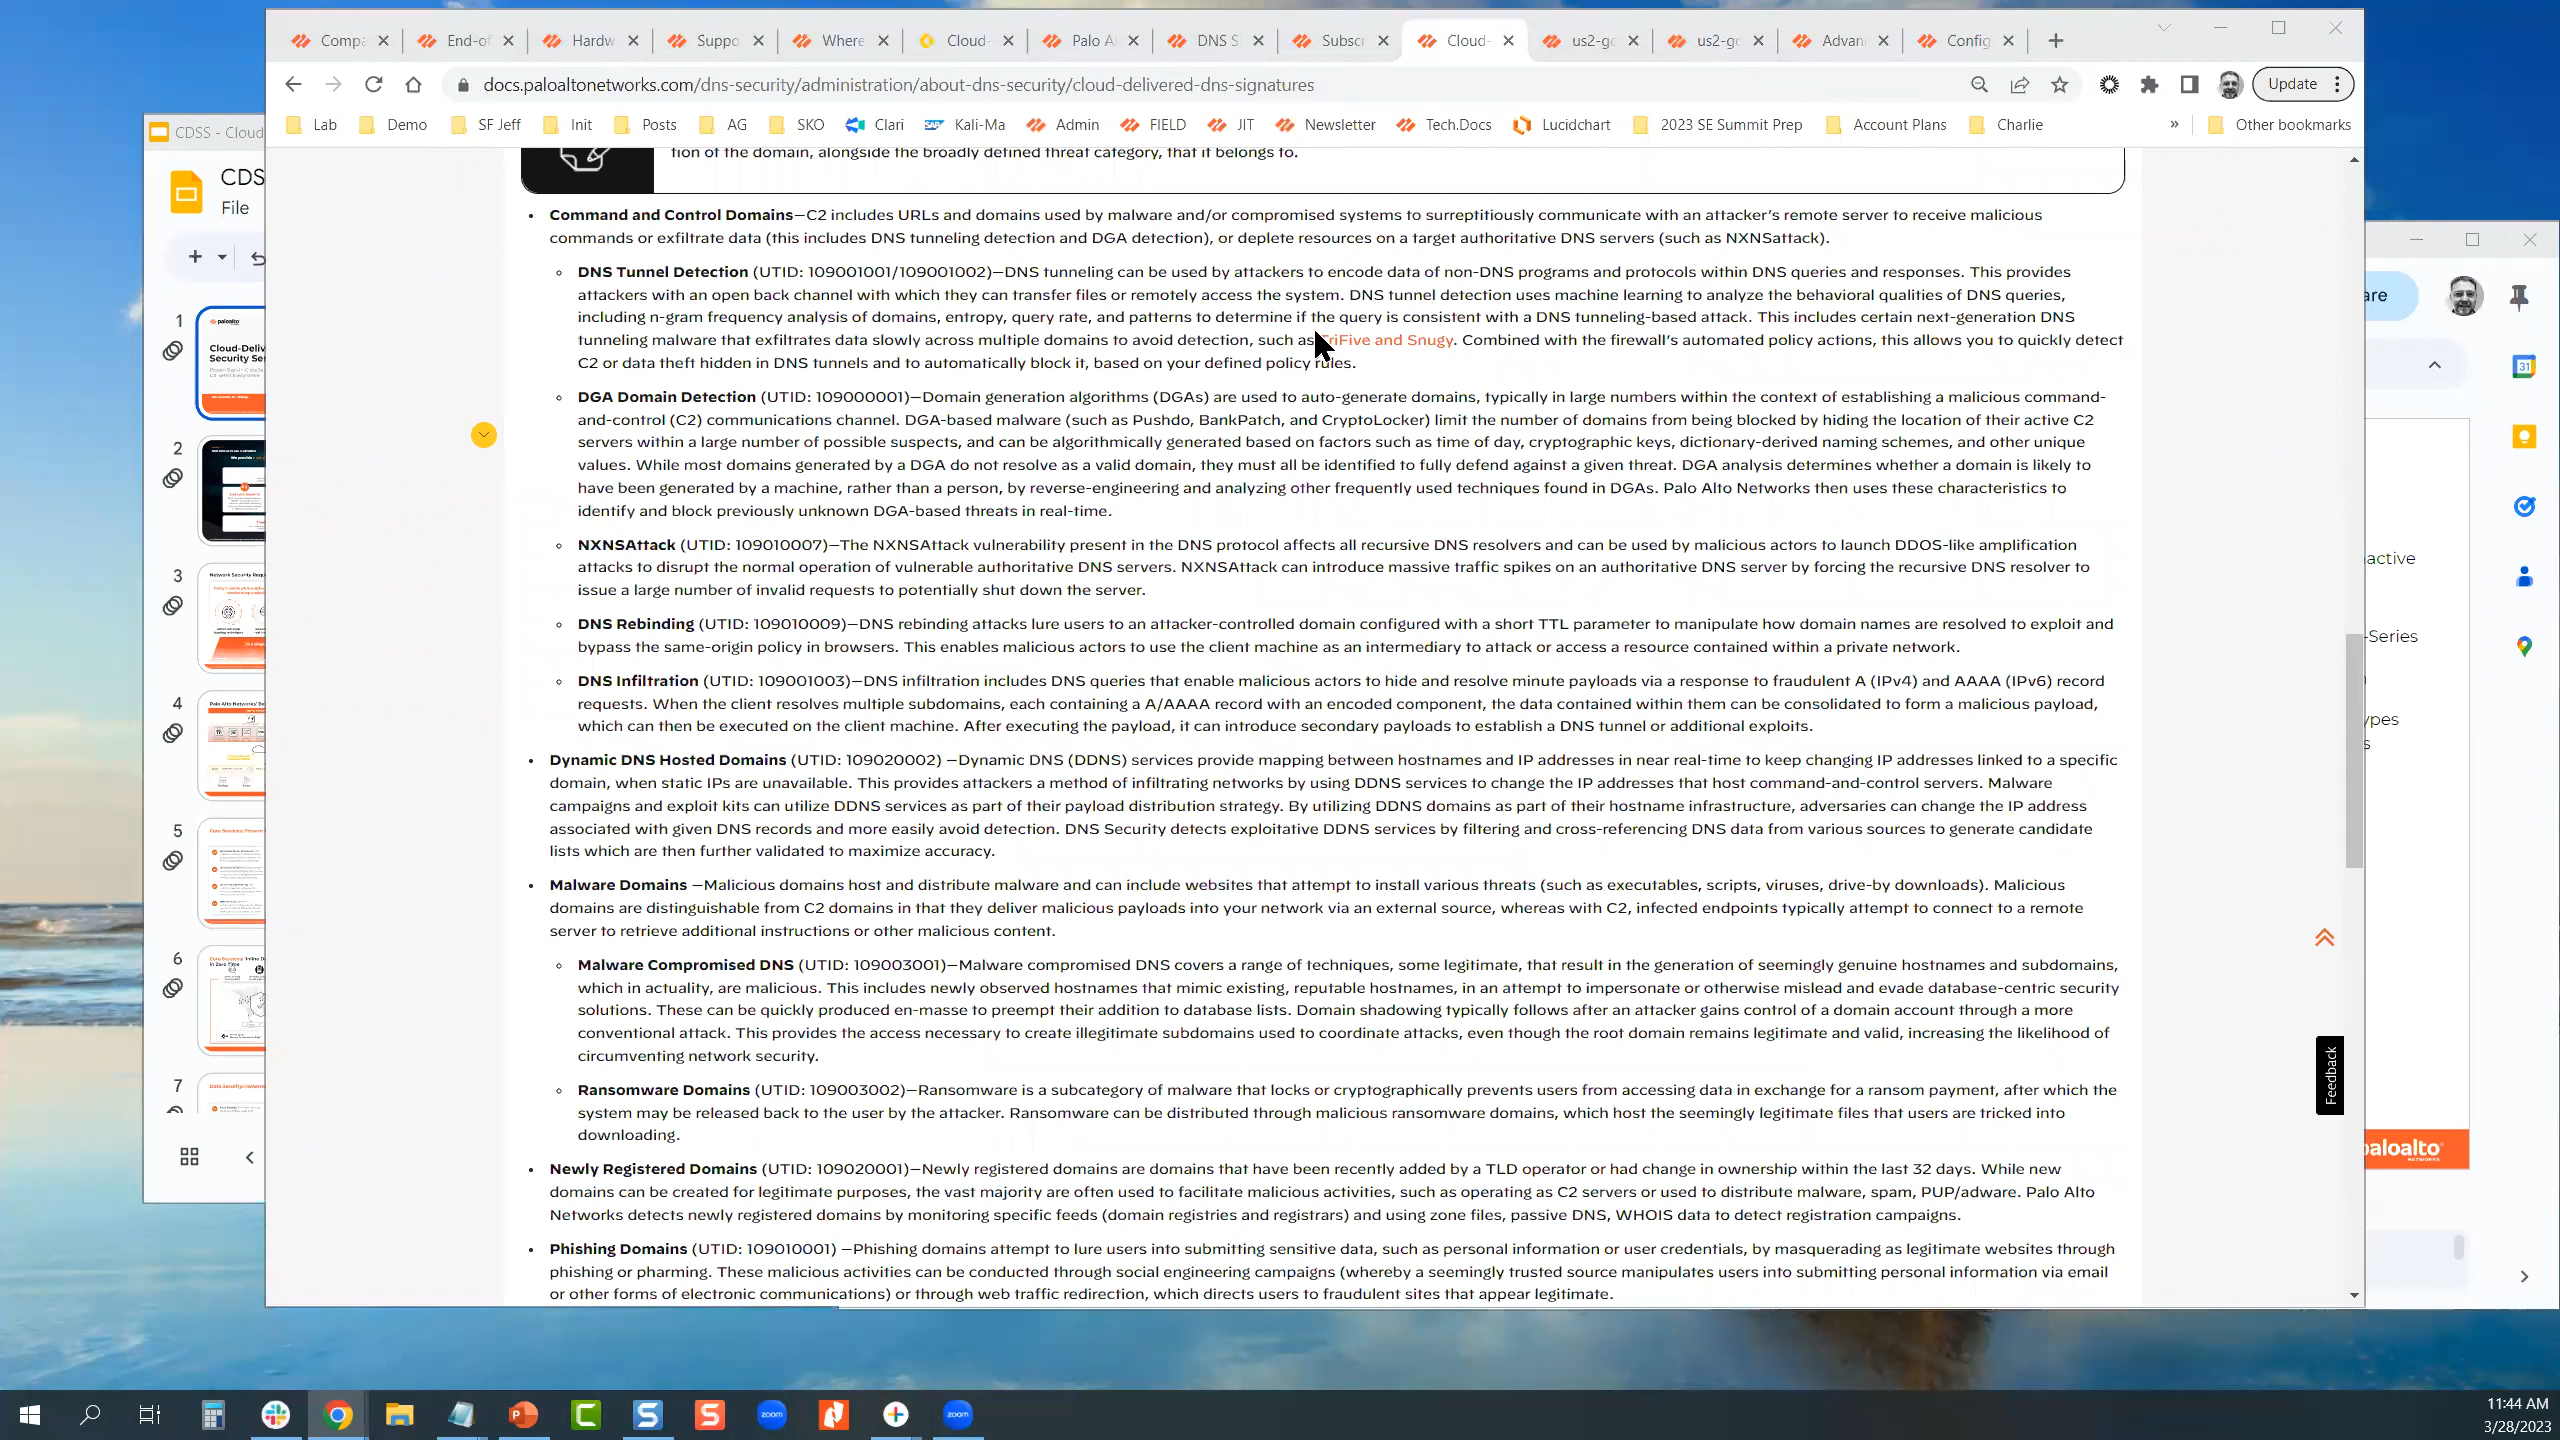 Compa
End-of
Hardw
Suppo
Where
Cloud-
Palo A
DNS S
Subscr
Cloud-
us2-gc
us2-gc
Advan
Config
docs.paloaltonetworks.com/dns-security/administration/about-dns-security/cloud-delivered-dns-signatures
Update
Lab
Demo
SF Jeff
Init
Posts
AG
SKO
Clari
Kali-Ma
Admin
FIELD
JIT
Newsletter
Tech.Docs
Lucidchart
2023 SE Summit Prep
Account Plans
Charlie
»
Other bookmarks
CDSS - Cloud
CDS
File
tion of the domain, alongside the broadly defined threat category, that it belongs to.
• Command and Control Domains—C2 includes URLs and domains used by malware and/or compromised systems to surreptitiously communicate with an attacker's remote server to receive malicious
commands or exfiltrate data (this includes DNS tunneling detection and DGA detection), or deplete resources on a target authoritative DNS servers (such as NXNSattack).
◦ DNS Tunnel Detection (UTID: 109001001/109001002)—DNS tunneling can be used by attackers to encode data of non-DNS programs and protocols within DNS queries and responses. This provides
attackers with an open back channel with which they can transfer files or remotely access the system. DNS tunnel detection uses machine learning to analyze the behavioral qualities of DNS queries,
including n-gram frequency analysis of domains, entropy, query rate, and patterns to determine if the query is consistent with a DNS tunneling-based attack. This includes certain next-generation DNS
tunneling malware that exfiltrates data slowly across multiple domains to avoid detection, such as riFive and Snugy. Combined with the firewall's automated policy actions, this allows you to quickly detect
C2 or data theft hidden in DNS tunnels and to automatically block it, based on your defined policy rules.
◦ DGA Domain Detection (UTID: 109000001)—Domain generation algorithms (DGAs) are used to auto-generate domains, typically in large numbers within the context of establishing a malicious command-
and-control (C2) communications channel. DGA-based malware (such as Pushdo, BankPatch, and CryptoLocker) limit the number of domains from being blocked by hiding the location of their active C2
servers within a large number of possible suspects, and can be algorithmically generated based on factors such as time of day, cryptographic keys, dictionary-derived naming schemes, and other unique
values. While most domains generated by a DGA do not resolve as a valid domain, they must all be identified to fully defend against a given threat. DGA analysis determines whether a domain is likely to
have been generated by a machine, rather than a person, by reverse-engineering and analyzing other frequently used techniques found in DGAs. Palo Alto Networks then uses these characteristics to
identify and block previously unknown DGA-based threats in real-time.
◦ NXNSAttack (UTID: 109010007)—The NXNSAttack vulnerability present in the DNS protocol affects all recursive DNS resolvers and can be used by malicious actors to launch DDOS-like amplification
attacks to disrupt the normal operation of vulnerable authoritative DNS servers. NXNSAttack can introduce massive traffic spikes on an authoritative DNS server by forcing the recursive DNS resolver to
issue a large number of invalid requests to potentially shut down the server.
◦ DNS Rebinding (UTID: 109010009)—DNS rebinding attacks lure users to an attacker-controlled domain configured with a short TTL parameter to manipulate how domain names are resolved to exploit and
bypass the same-origin policy in browsers. This enables malicious actors to use the client machine as an intermediary to attack or access a resource contained within a private network.
◦ DNS Infiltration (UTID: 109001003)—DNS infiltration includes DNS queries that enable malicious actors to hide and resolve minute payloads via a response to fraudulent A (IPv4) and AAAA (IPv6) record
requests. When the client resolves multiple subdomains, each containing a A/AAAA record with an encoded component, the data contained within them can be consolidated to form a malicious payload,
which can then be executed on the client machine. After executing the payload, it can introduce secondary payloads to establish a DNS tunnel or additional exploits.
• Dynamic DNS Hosted Domains (UTID: 109020002) —Dynamic DNS (DDNS) services provide mapping between hostnames and IP addresses in near real-time to keep changing IP addresses linked to a specific
domain, when static IPs are unavailable. This provides attackers a method of infiltrating networks by using DDNS services to change the IP addresses that host command-and-control servers. Malware
campaigns and exploit kits can utilize DDNS services as part of their payload distribution strategy. By utilizing DDNS domains as part of their hostname infrastructure, adversaries can change the IP address
associated with given DNS records and more easily avoid detection. DNS Security detects exploitative DDNS services by filtering and cross-referencing DNS data from various sources to generate candidate
lists which are then further validated to maximize accuracy.
• Malware Domains —Malicious domains host and distribute malware and can include websites that attempt to install various threats (such as executables, scripts, viruses, drive-by downloads). Malicious
domains are distinguishable from C2 domains in that they deliver malicious payloads into your network via an external source, whereas with C2, infected endpoints typically attempt to connect to a remote
server to retrieve additional instructions or other malicious content.
◦ Malware Compromised DNS (UTID: 109003001)—Malware compromised DNS covers a range of techniques, some legitimate, that result in the generation of seemingly genuine hostnames and subdomains,
which in actuality, are malicious. This includes newly observed hostnames that mimic existing, reputable hostnames, in an attempt to impersonate or otherwise mislead and evade database-centric security
solutions. These can be quickly produced en-masse to preempt their addition to database lists. Domain shadowing typically follows after an attacker gains control of a domain account through a more
conventional attack. This provides the access necessary to create illegitimate subdomains used to coordinate attacks, even though the root domain remains legitimate and valid, increasing the likelihood of
circumventing network security.
◦ Ransomware Domains (UTID: 109003002)—Ransomware is a subcategory of malware that locks or cryptographically prevents users from accessing data in exchange for a ransom payment, after which the
system may be released back to the user by the attacker. Ransomware can be distributed through malicious ransomware domains, which host the seemingly legitimate files that users are tricked into
downloading.
• Newly Registered Domains (UTID: 109020001)—Newly registered domains are domains that have been recently added by a TLD operator or had change in ownership within the last 32 days. While new
domains can be created for legitimate purposes, the vast majority are often used to facilitate malicious activities, such as operating as C2 servers or used to distribute malware, spam, PUP/adware. Palo Alto
Networks detects newly registered domains by monitoring specific feeds (domain registries and registrars) and using zone files, passive DNS, WHOIS data to detect registration campaigns.
• Phishing Domains (UTID: 109010001) —Phishing domains attempt to lure users into submitting sensitive data, such as personal information or user credentials, by masquerading as legitimate websites through
phishing or pharming. These malicious activities can be conducted through social engineering campaigns (whereby a seemingly trusted source manipulates users into submitting personal information via email
or other forms of electronic communications) or through web traffic redirection, which directs users to fraudulent sites that appear legitimate.
Feedback
1
paloalto
Cloud-Deliv
Security Se
2
3
4
5
6
7
are
31
active
-Series
ypes
s
paloalto
NETWORKS
zoom
zoom
11:44 AM
3/28/2023